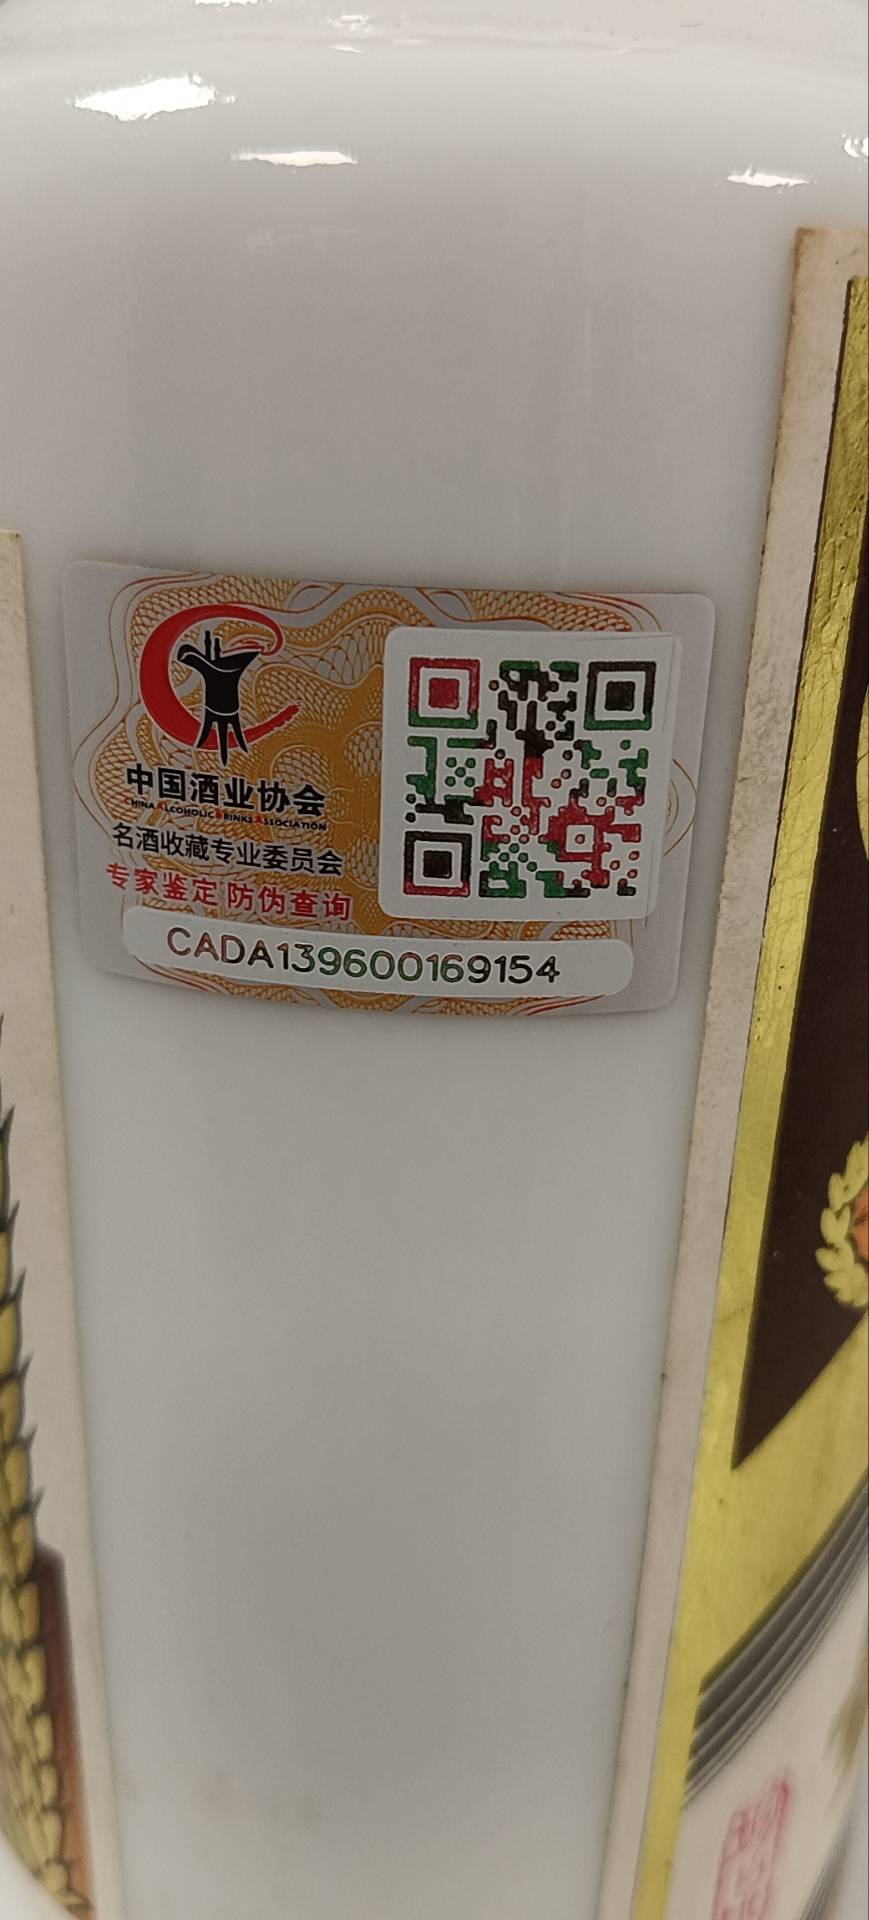 中国酒业协会
CHINA ALCOHOLIC DRINKS ASSOCIATION
名酒收藏专业委员会
专家鉴定 防伪查询
CADA139600169154